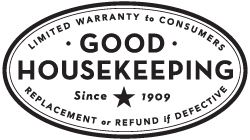 LIMITED WARRANTY to CONSUMERS
· GOOD ·
HOUSEKEEPING
Since ★ 1909
REPLACEMENT or REFUND if DEFECTIVE